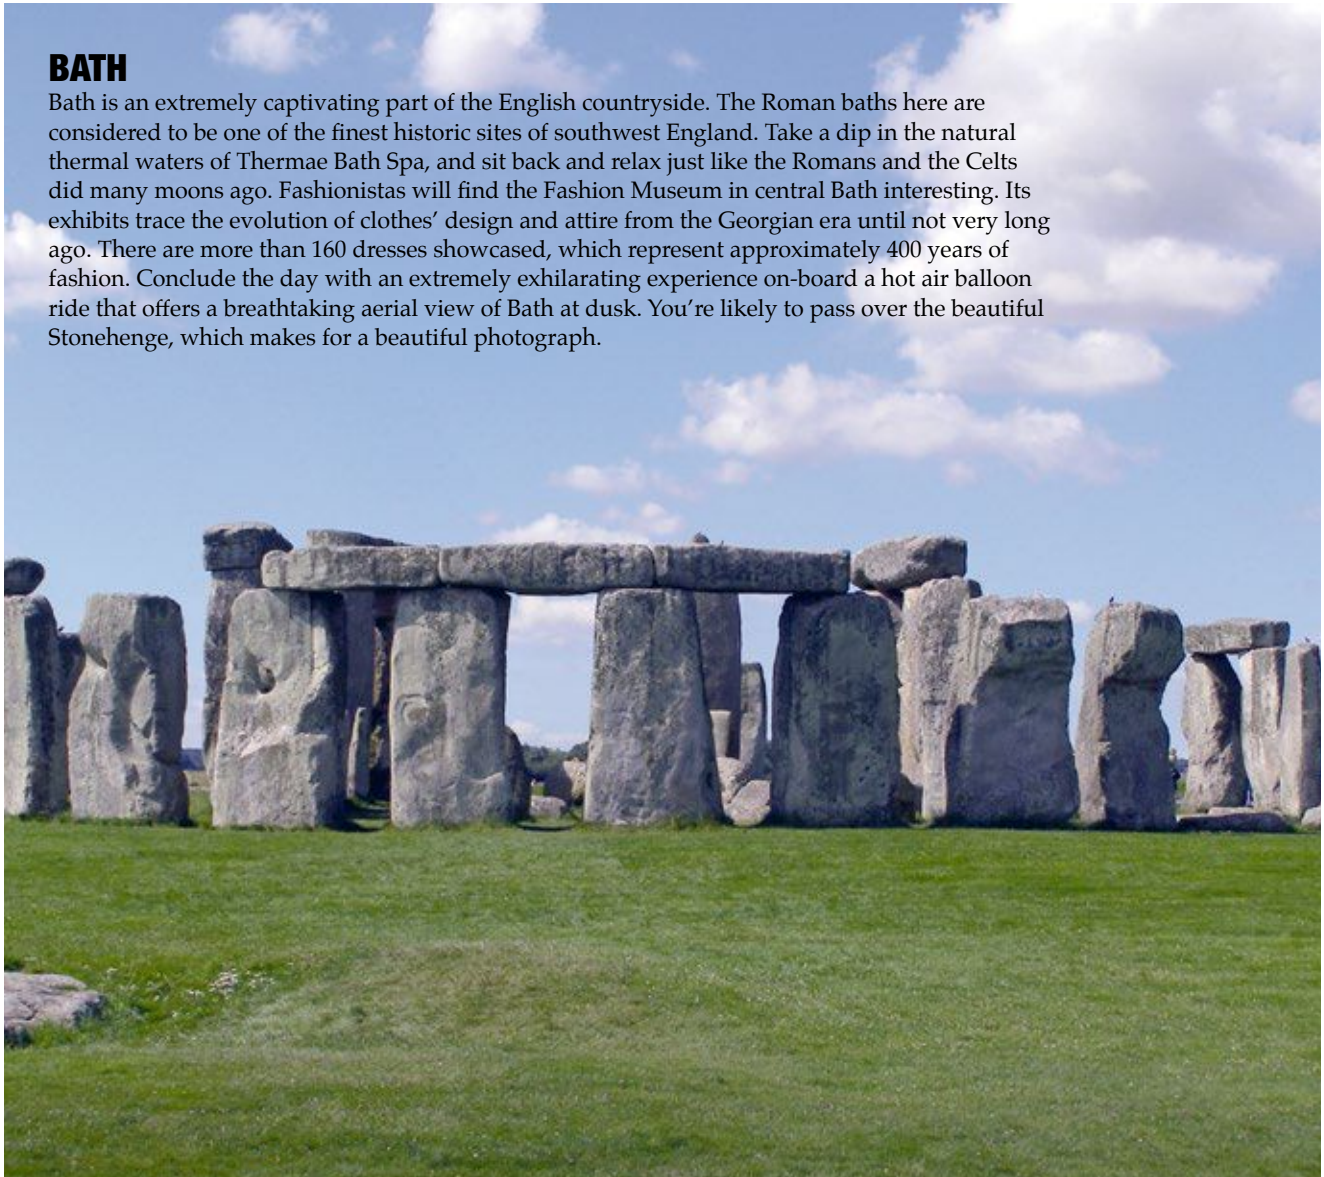 BATH
Bath is an extremely captivating part of the English countryside. The Roman baths here are
considered to be one of the finest historic sites of southwest England. Take a dip in the natural
thermal waters of Thermae Bath Spa, and sit back and relax just like the Romans and the Celts
did many moons ago. Fashionistas will find the Fashion Museum in central Bath interesting. Its
exhibits trace the evolution of clothes’ design and attire from the Georgian era until not very long
ago. There are more than 160 dresses showcased, which represent approximately 400 years of
fashion. Conclude the day with an extremely exhilarating experience on-board a hot air balloon
ride that offers a breathtaking aerial view of Bath at dusk. You’re likely to pass over the beautiful
Stonehenge, which makes for a beautiful photograph.